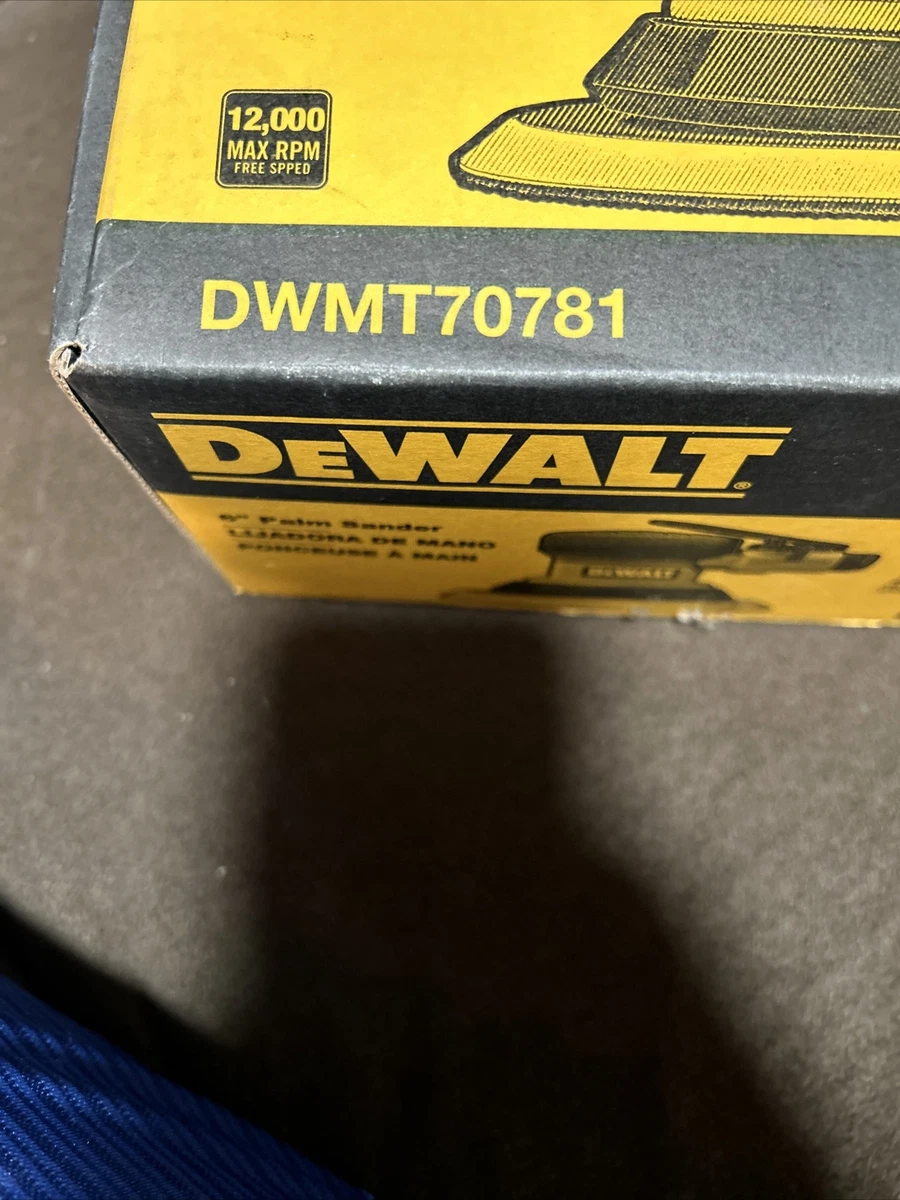 12,000
MAX RPM
FREE SPPED
DWMT70781
DEWALT®
6" Palm Sander
LIJADORA DE MANO
PONCEUSE À MAIN
DEWALT